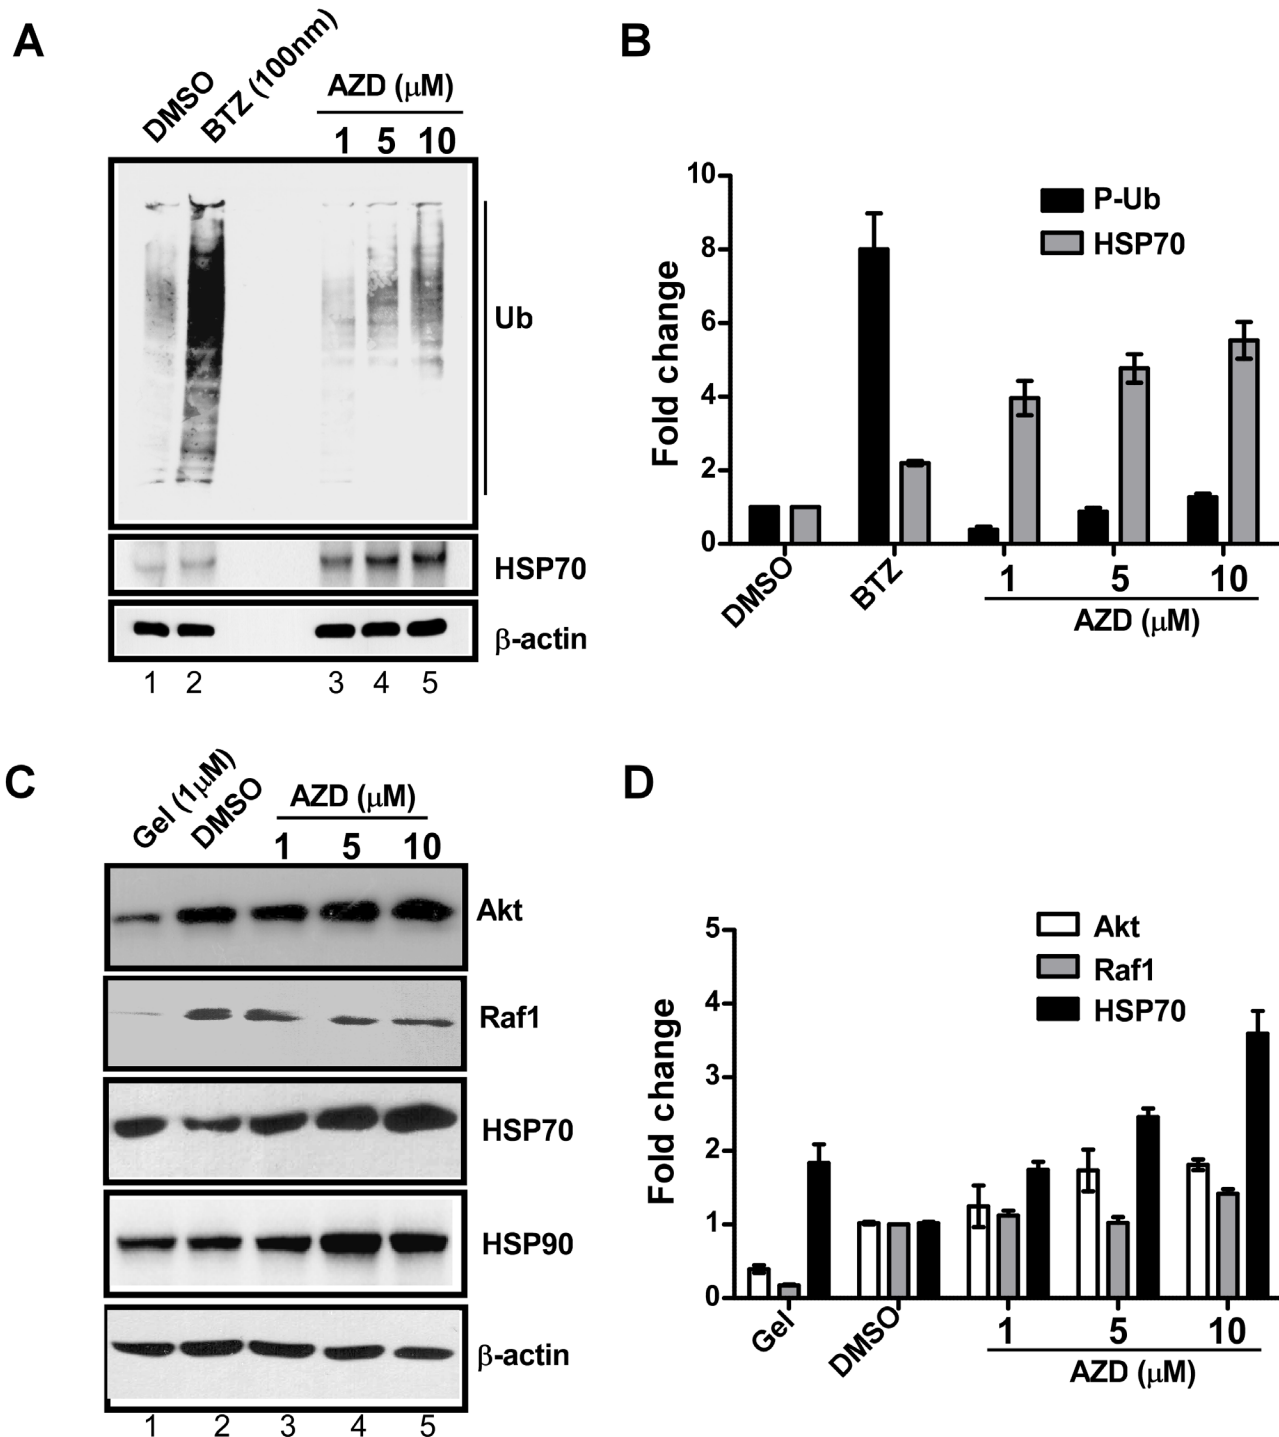 A
DMSO
BTZ (100nm)
AZD (μM)
1 5 10
Ub
HSP70
β-actin
1 2 3 4 5
B
10
8
6
4
2
0
Fold change
P-Ub
HSP70
DMSO
BTZ
1 5 10
AZD (μM)
C
Gel (1μM)
DMSO
AZD (μM)
1 5 10
Akt
Raf1
HSP70
HSP90
β-actin
1 2 3 4 5
D
5
4
3
2
1
0
Fold change
Akt
Raf1
HSP70
Gel
DMSO
1 5 10
AZD (μM)